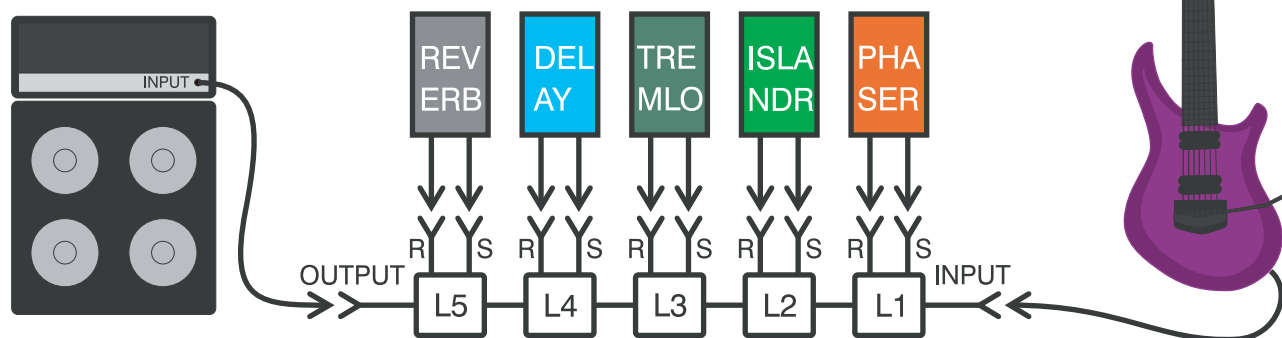 REV
ERB
DEL
AY
TRE
MLO
ISLA
NDR
PHA
SER
INPUT
R S R S R S R S R S
OUTPUT
INPUT
L5 L4 L3 L2 L1